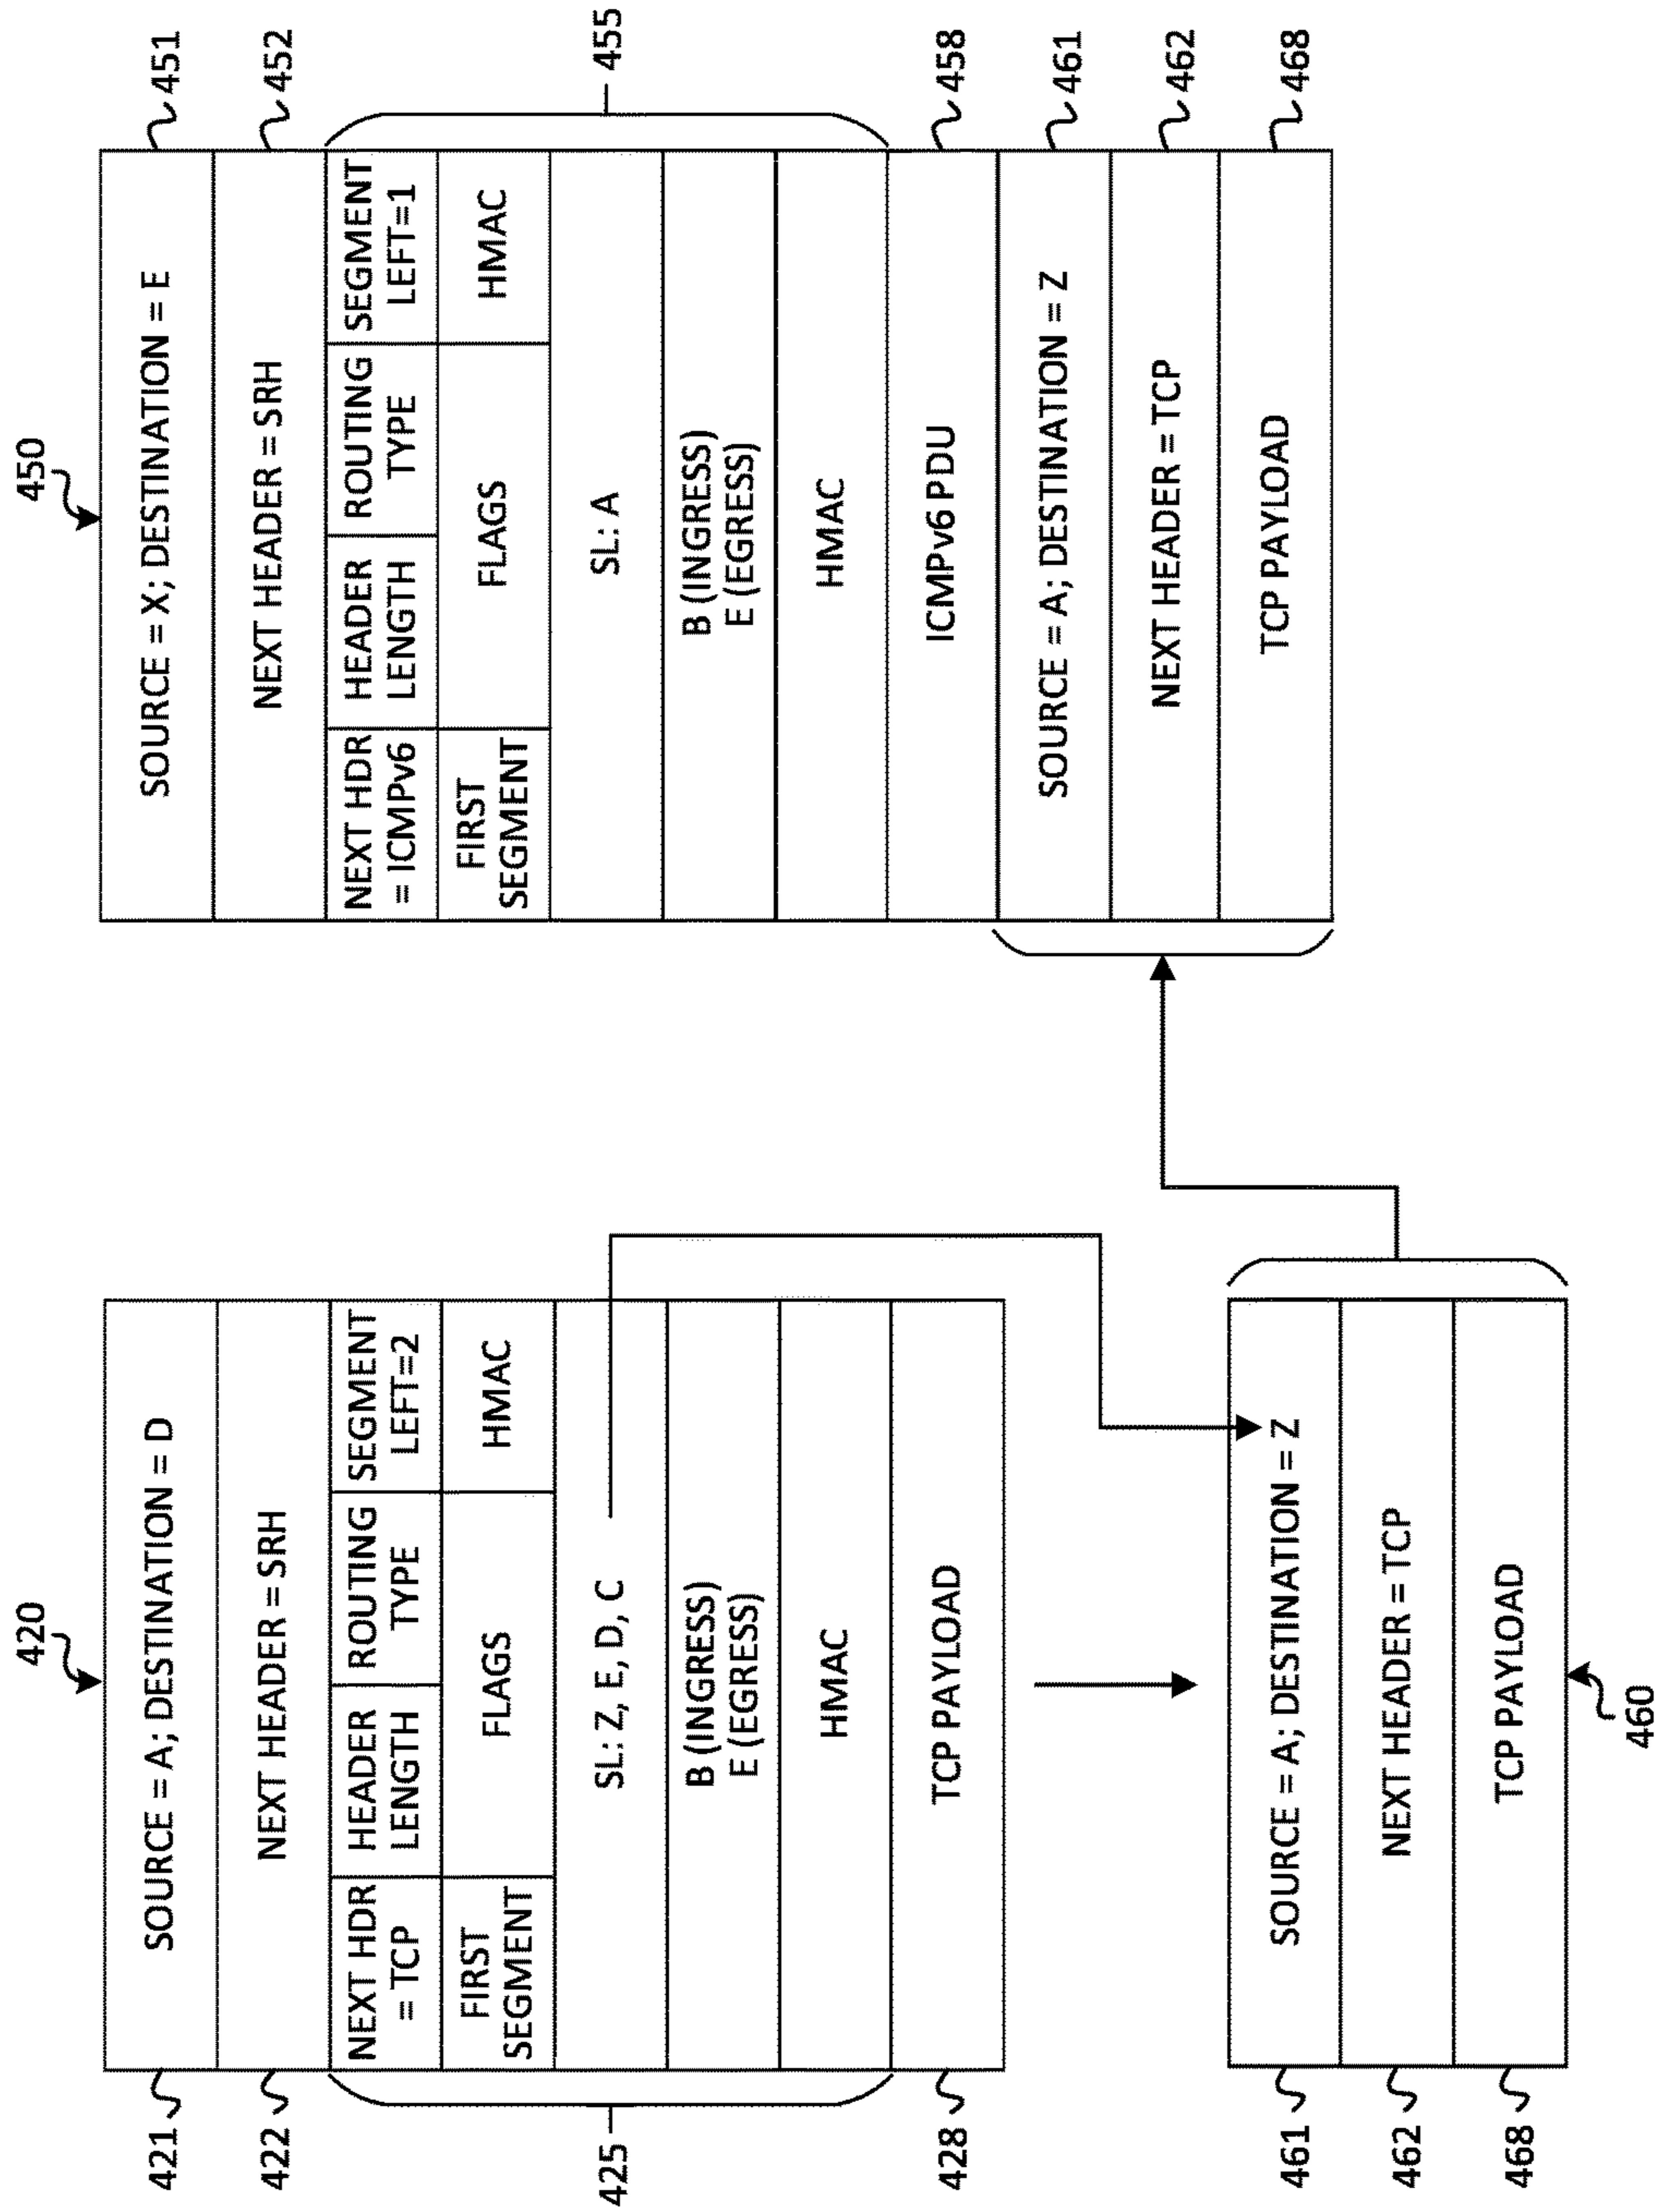 420
421
SOURCE = A; DESTINATION = D
422
NEXT HEADER = SRH
425
NEXT HDR
= TCP
HEADER
LENGTH
ROUTING
TYPE
SEGMENT
LEFT=2
FIRST
SEGMENT
FLAGS
HMAC
SL: Z, E, D, C
B (INGRESS)
E (EGRESS)
HMAC
428
TCP PAYLOAD
461
SOURCE = A; DESTINATION = Z
462
NEXT HEADER = TCP
468
TCP PAYLOAD
460
450
SOURCE = X; DESTINATION = E
451
NEXT HEADER = SRH
452
NEXT HDR
= ICMPv6
HEADER
LENGTH
ROUTING
TYPE
SEGMENT
LEFT=1
FIRST
SEGMENT
FLAGS
HMAC
455
SL: A
B (INGRESS)
E (EGRESS)
HMAC
ICMPv6 PDU
458
SOURCE = A; DESTINATION = Z
461
NEXT HEADER = TCP
462
TCP PAYLOAD
468